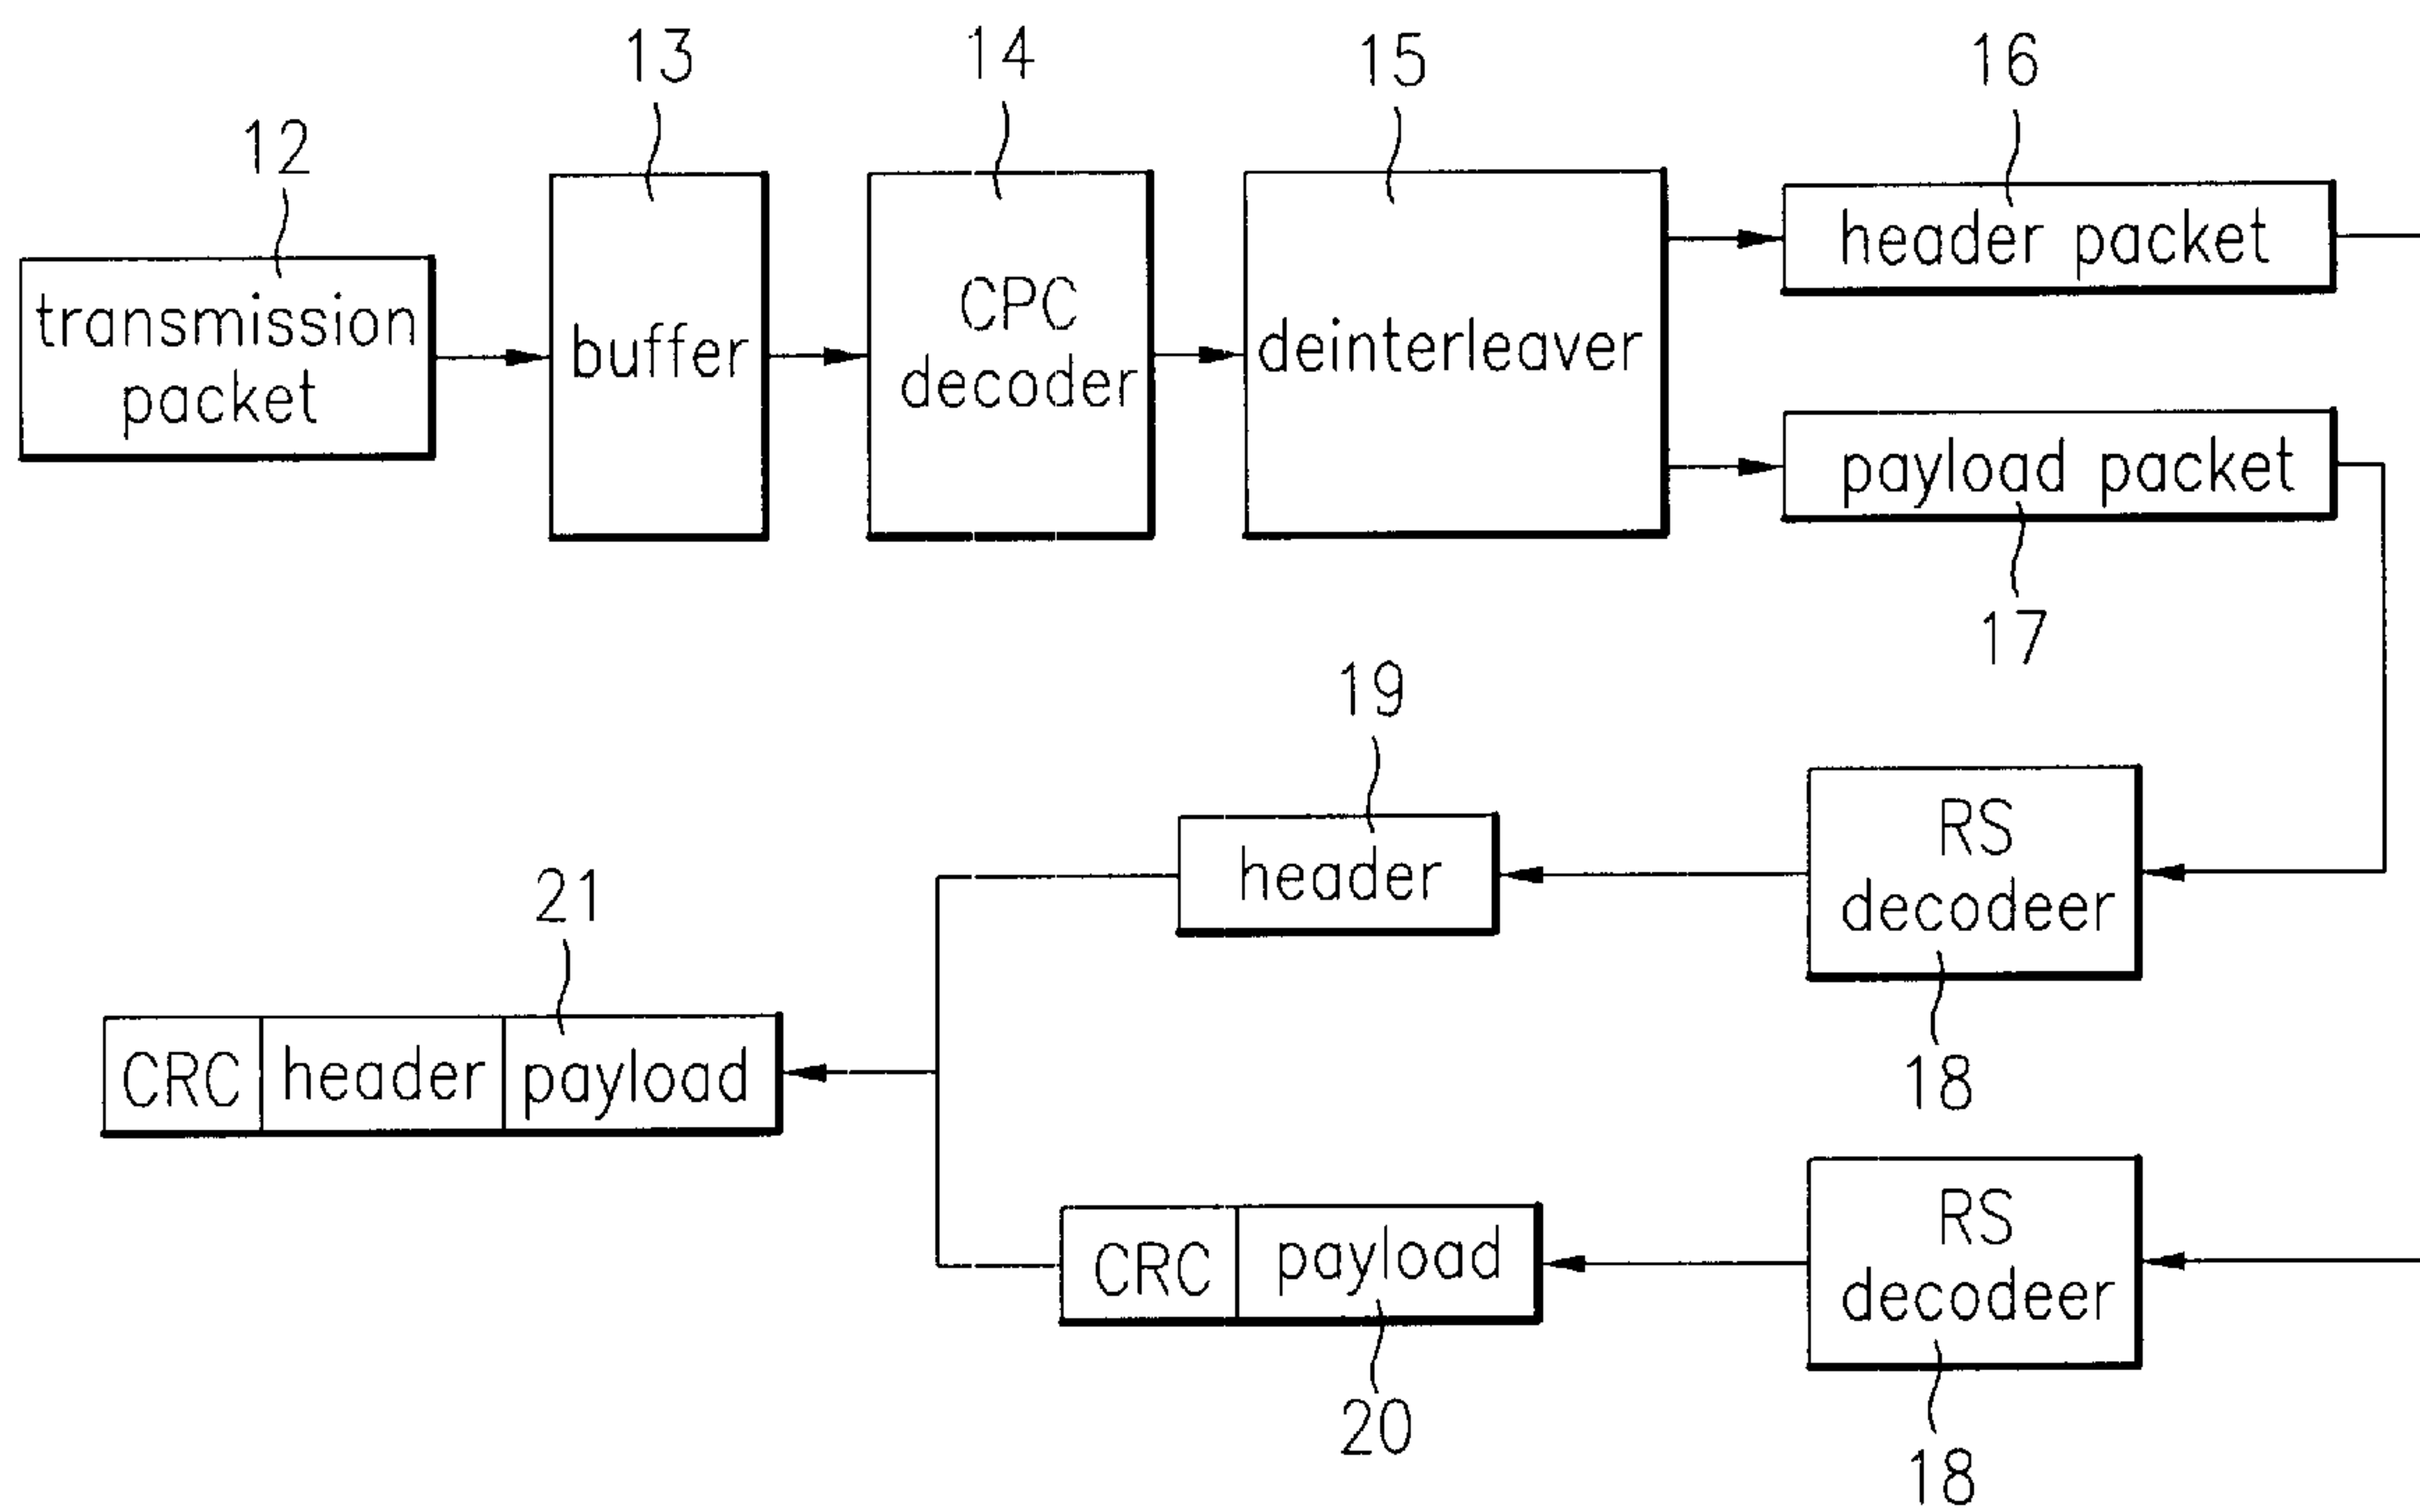 13
14
15
16
12
header packet
transmission
packet
buffer
CPC
decoder
deinterleaver
payload packet
17
19
RS
decodeer
header
21
18
CRC header payload
RS
decodeer
CRC payload
20
18